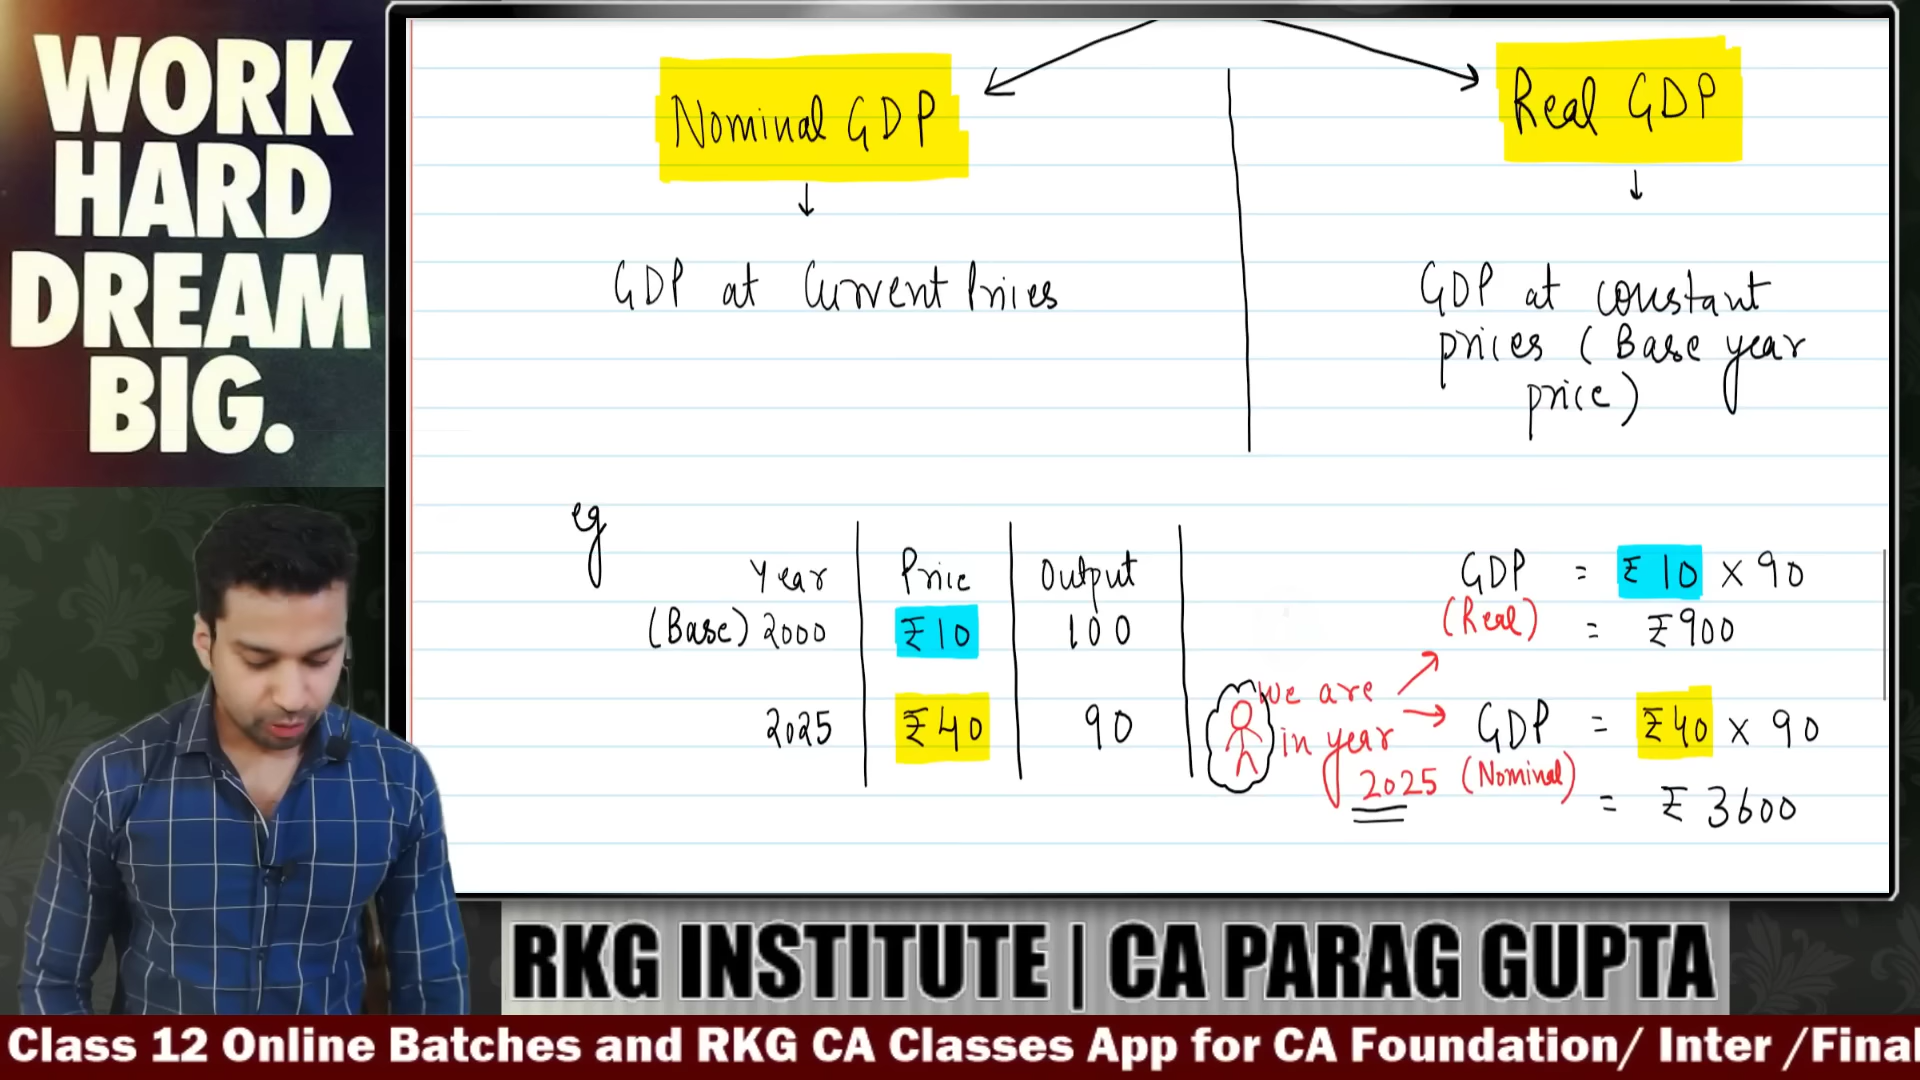 WORK
HARD
DREAM
BIG.
Nominal GDP
Real GDP
GDP at Current Prices
GDP at constant
prices (Base year
price)
eg
Year Price Output
(Base) 2000 ₹10 100
2025 ₹40 90
We are
in year
2025
GDP = ₹10 × 90
(Real) = ₹900
GDP = ₹40 × 90
(Nominal)
= ₹3600
RKG INSTITUTE | CA PARAG GUPTA
Class 12 Online Batches and RKG CA Classes App for CA Foundation/ Inter /Final